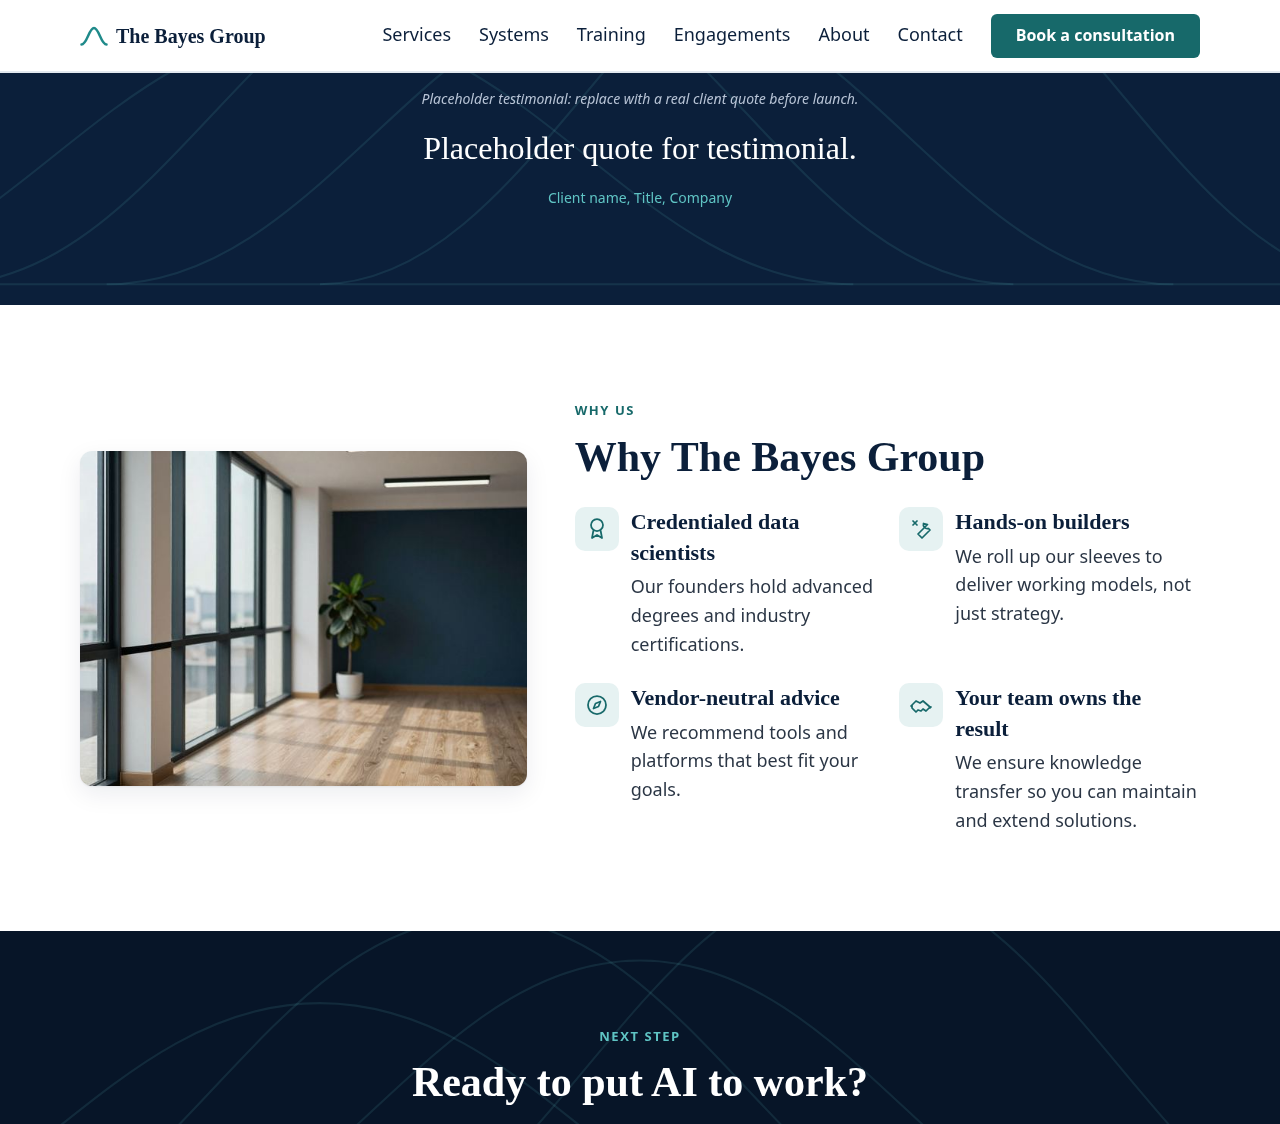 The Bayes Group
Services
Systems
Training
Engagements
About
Contact
Book a consultation
Placeholder testimonial: replace with a real client quote before launch.
Placeholder quote for testimonial.
Client name, Title, Company
WHY US
Why The Bayes Group
Credentialed data
scientists
Our founders hold advanced
degrees and industry
certifications.
Hands-on builders
We roll up our sleeves to
deliver working models, not
just strategy.
Vendor-neutral advice
We recommend tools and
platforms that best fit your
goals.
Your team owns the
result
We ensure knowledge
transfer so you can maintain
and extend solutions.
NEXT STEP
Ready to put AI to work?